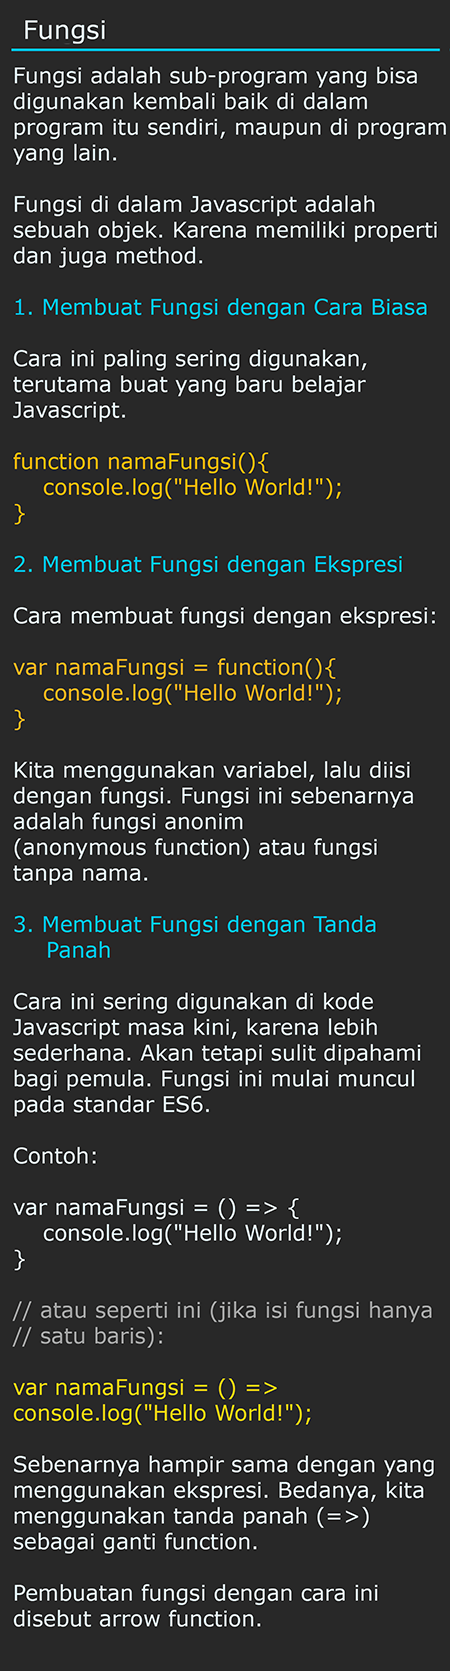 Fungsi
Fungsi adalah sub-program yang bisa
digunakan kembali baik di dalam
program itu sendiri, maupun di program
yang lain.
Fungsi di dalam Javascript adalah
sebuah objek. Karena memiliki properti
dan juga method.
1. Membuat Fungsi dengan Cara Biasa
Cara ini paling sering digunakan,
terutama buat yang baru belajar
Javascript.
function namaFungsi(){
console.log("Hello World!");
}
2. Membuat Fungsi dengan Ekspresi
Cara membuat fungsi dengan ekspresi:
var namaFungsi = function(){
console.log("Hello World!");
}
Kita menggunakan variabel, lalu diisi
dengan fungsi. Fungsi ini sebenarnya
adalah fungsi anonim
(anonymous function) atau fungsi
tanpa nama.
3. Membuat Fungsi dengan Tanda
Panah
Cara ini sering digunakan di kode
Javascript masa kini, karena lebih
sederhana. Akan tetapi sulit dipahami
bagi pemula. Fungsi ini mulai muncul
pada standar ES6.
Contoh:
var namaFungsi = () => {
console.log("Hello World!");
}
// atau seperti ini (jika isi fungsi hanya
// satu baris):
var namaFungsi = () =>
console.log("Hello World!");
Sebenarnya hampir sama dengan yang
menggunakan ekspresi. Bedanya, kita
menggunakan tanda panah (=>)
sebagai ganti function.
Pembuatan fungsi dengan cara ini
disebut arrow function.